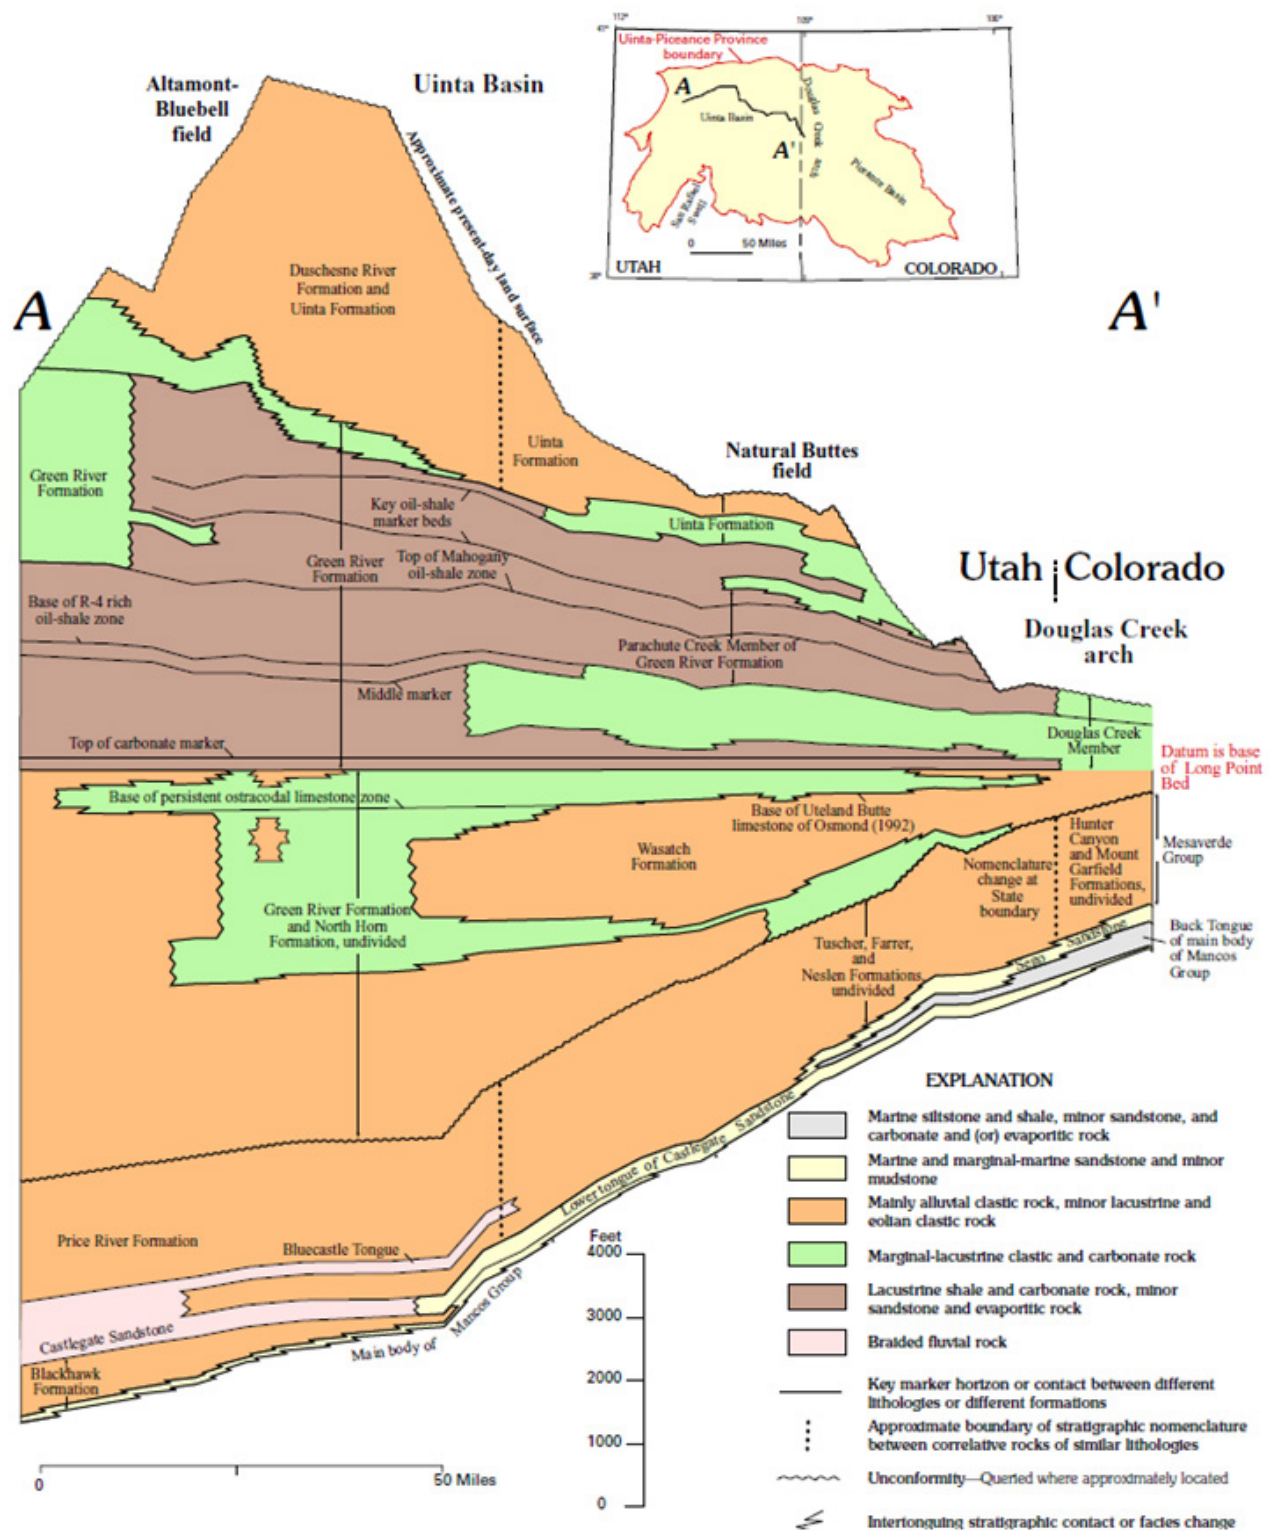 112°
109°
41°
Uinta-Piceance Province
boundary
A
Uinta Basin
A'
Douglas Creek arch
Piceance Basin
San Rafael
Swell
0 50 Miles
UTAH
COLORADO
Altamont-
Bluebell
field
Uinta Basin
Approximate present-day land surface
A
A'
Duschesne River
Formation and
Uinta Formation
Uinta
Formation
Natural Buttes
field
Green River
Formation
Key oil-shale
marker beds
Uinta Formation
Green River
Formation
Top of Mahogany
oil-shale zone
Utah Colorado
Base of R-4 rich
oil-shale zone
Douglas Creek
arch
Parachute Creek Member of
Green River Formation
Middle marker
Top of carbonate marker
Douglas Creek
Member
Datum is base
of Long Point
Bed
Base of persistent ostracodal limestone zone
Base of Uteland Butte
limestone of Osmond (1992)
Wasatch
Formation
Nomenclature
change at
State
boundary
Hunter
Canyon
and Mount
Garfield
Formations,
undivided
Mesaverde
Group
Green River Formation
and North Horn
Formation, undivided
Tuscher, Farrer,
and
Neslen Formations,
undivided
Sego Sandstone
Buck Tongue
of main body
of Mancos
Group
Price River Formation
Bluecastle Tongue
Lower tongue of Castlegate Sandstone
Castlegate Sandstone
Blackhawk
Formation
Main body of Mancos Group
Feet
4000
3000
2000
1000
0
0 50 Miles
EXPLANATION
Marine siltstone and shale, minor sandstone, and
carbonate and (or) evaporitic rock
Marine and marginal-marine sandstone and minor
mudstone
Mainly alluvial clastic rock, minor lacustrine and
eolian clastic rock
Marginal-lacustrine clastic and carbonate rock
Lacustrine shale and carbonate rock, minor
sandstone and evaporitic rock
Braided fluvial rock
Key marker horizon or contact between different
lithologies or different formations
Approximate boundary of stratigraphic nomenclature
between correlative rocks of similar lithologies
Unconformity—Queried where approximately located
Intertonguing stratigraphic contact or facies change